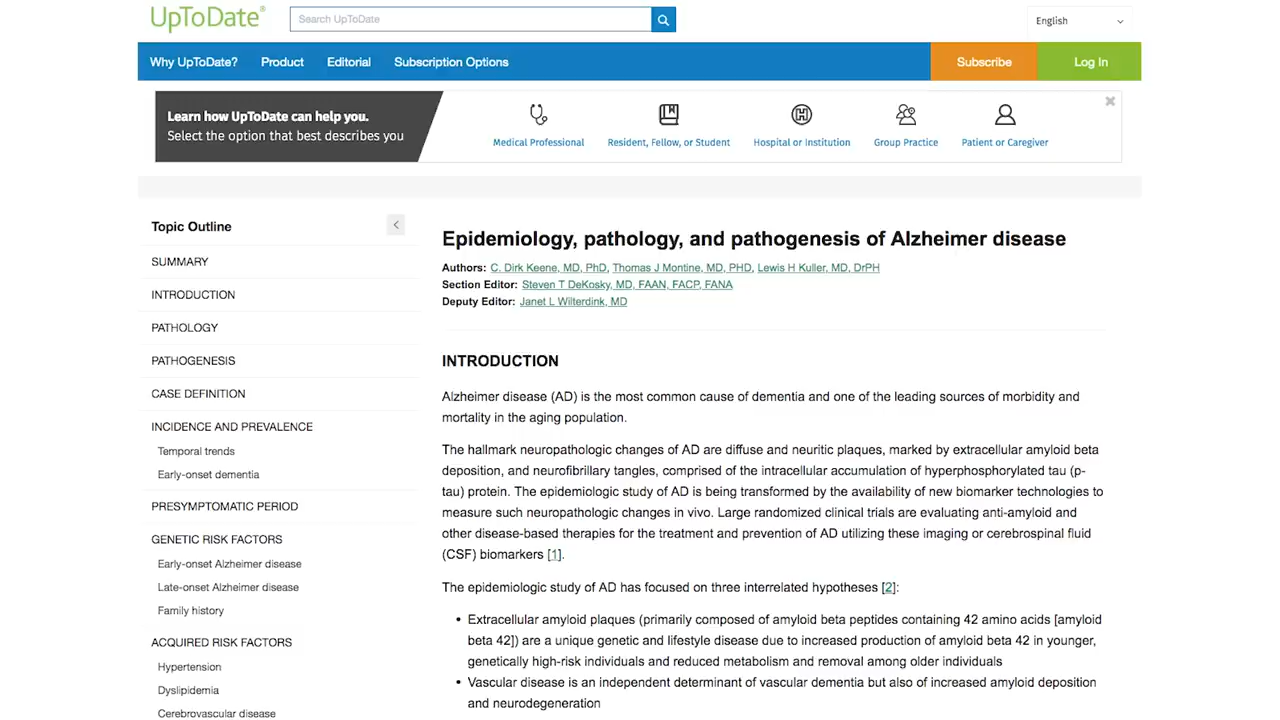 UpToDate®
Search UpToDate
English
Why UpToDate?
Product
Editorial
Subscription Options
Subscribe
Log In
Learn how UpToDate can help you.
Select the option that best describes you
Medical Professional
Resident, Fellow, or Student
Hospital or Institution
Group Practice
Patient or Caregiver
Topic Outline
SUMMARY
INTRODUCTION
PATHOLOGY
PATHOGENESIS
CASE DEFINITION
INCIDENCE AND PREVALENCE
Temporal trends
Early-onset dementia
PRESYMPTOMATIC PERIOD
GENETIC RISK FACTORS
Early-onset Alzheimer disease
Late-onset Alzheimer disease
Family history
ACQUIRED RISK FACTORS
Hypertension
Dyslipidemia
Cerebrovascular disease
Epidemiology, pathology, and pathogenesis of Alzheimer disease
Authors: C. Dirk Keene, MD, PhD, Thomas J Montine, MD, PHD, Lewis H Kuller, MD, DrPH
Section Editor: Steven T DeKosky, MD, FAAN, FACP, FANA
Deputy Editor: Janet L Wilterdink, MD
INTRODUCTION
Alzheimer disease (AD) is the most common cause of dementia and one of the leading sources of morbidity and
mortality in the aging population.
The hallmark neuropathologic changes of AD are diffuse and neuritic plaques, marked by extracellular amyloid beta
deposition, and neurofibrillary tangles, comprised of the intracellular accumulation of hyperphosphorylated tau (p-
tau) protein. The epidemiologic study of AD is being transformed by the availability of new biomarker technologies to
measure such neuropathologic changes in vivo. Large randomized clinical trials are evaluating anti-amyloid and
other disease-based therapies for the treatment and prevention of AD utilizing these imaging or cerebrospinal fluid
(CSF) biomarkers [1].
The epidemiologic study of AD has focused on three interrelated hypotheses [2]:
• Extracellular amyloid plaques (primarily composed of amyloid beta peptides containing 42 amino acids [amyloid
beta 42]) are a unique genetic and lifestyle disease due to increased production of amyloid beta 42 in younger,
genetically high-risk individuals and reduced metabolism and removal among older individuals
• Vascular disease is an independent determinant of vascular dementia but also of increased amyloid deposition
and neurodegeneration